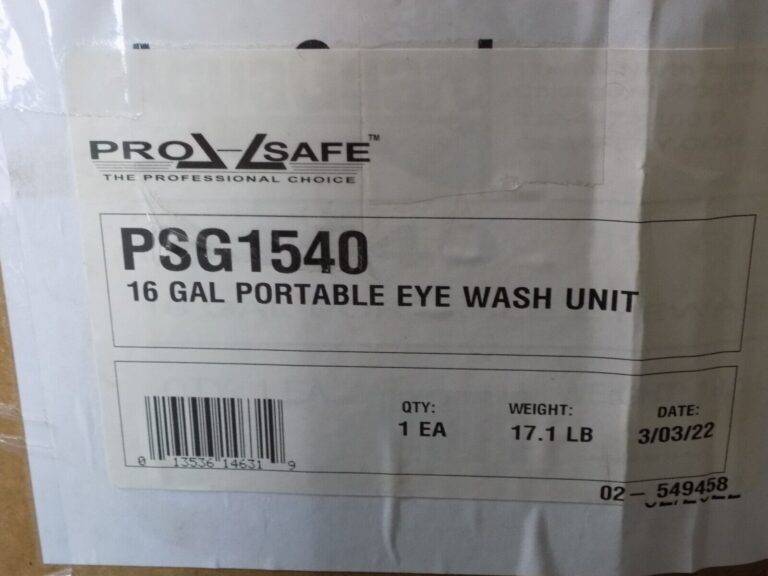 PRO SAFE™
THE PROFESSIONAL CHOICE
PSG1540
16 GAL PORTABLE EYE WASH UNIT
QTY: WEIGHT: DATE:
1 EA 17.1 LB 3/03/22
0 13536 14631 9
02-549458